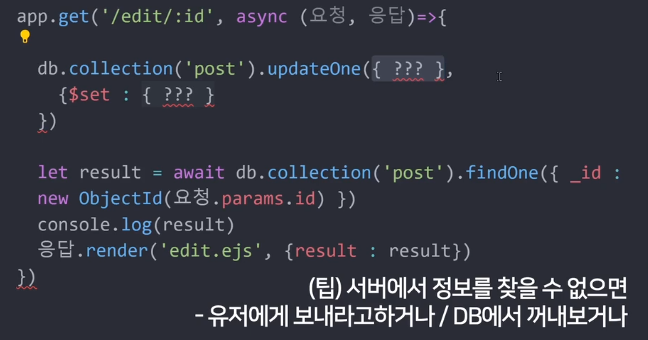 app.get('/edit/:id', async (요청, 응답)=>{
db.collection('post').updateOne({ ??? },
{$set : { ??? }
})
let result = await db.collection('post').findOne({ _id :
new ObjectId(요청.params.id) })
console.log(result)
응답.render('edit.ejs', {result : result})
})
(팁) 서버에서 정보를 찾을 수 없으면
- 유저에게 보내라고하거나 / DB에서 꺼내보거나